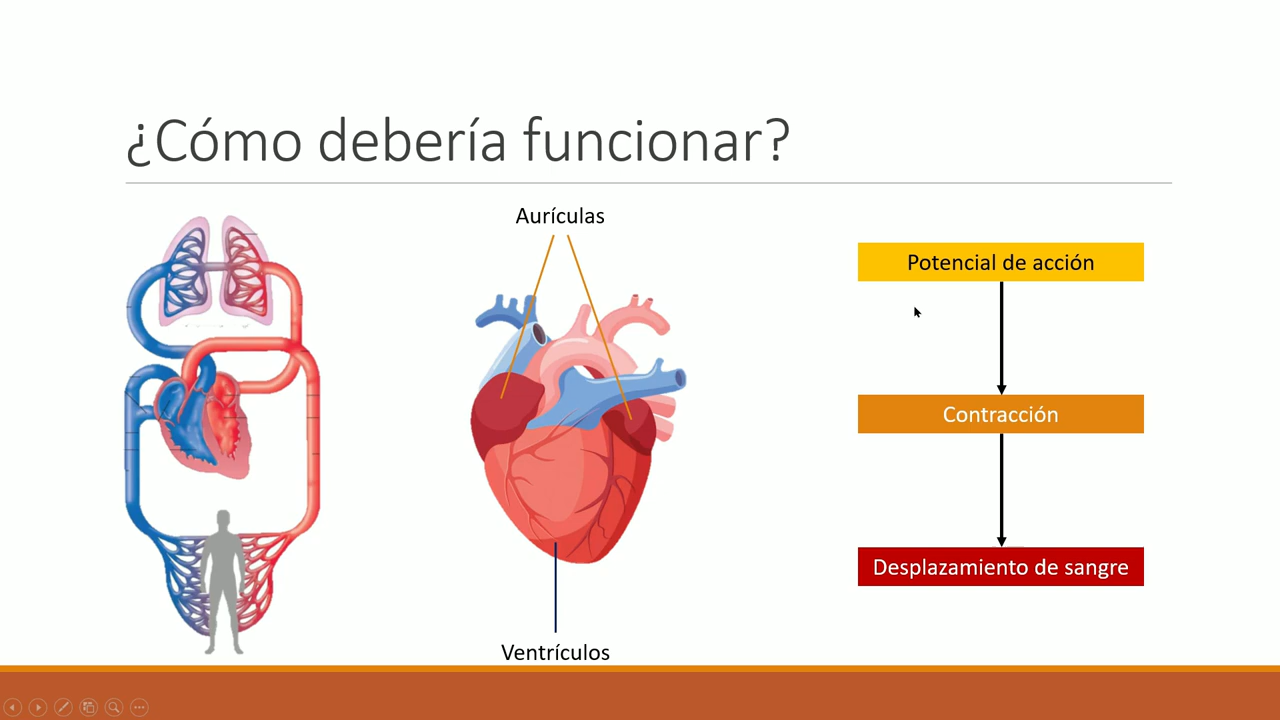 ¿Cómo debería funcionar?
Aurículas
Potencial de acción
Contracción
Desplazamiento de sangre
Ventrículos